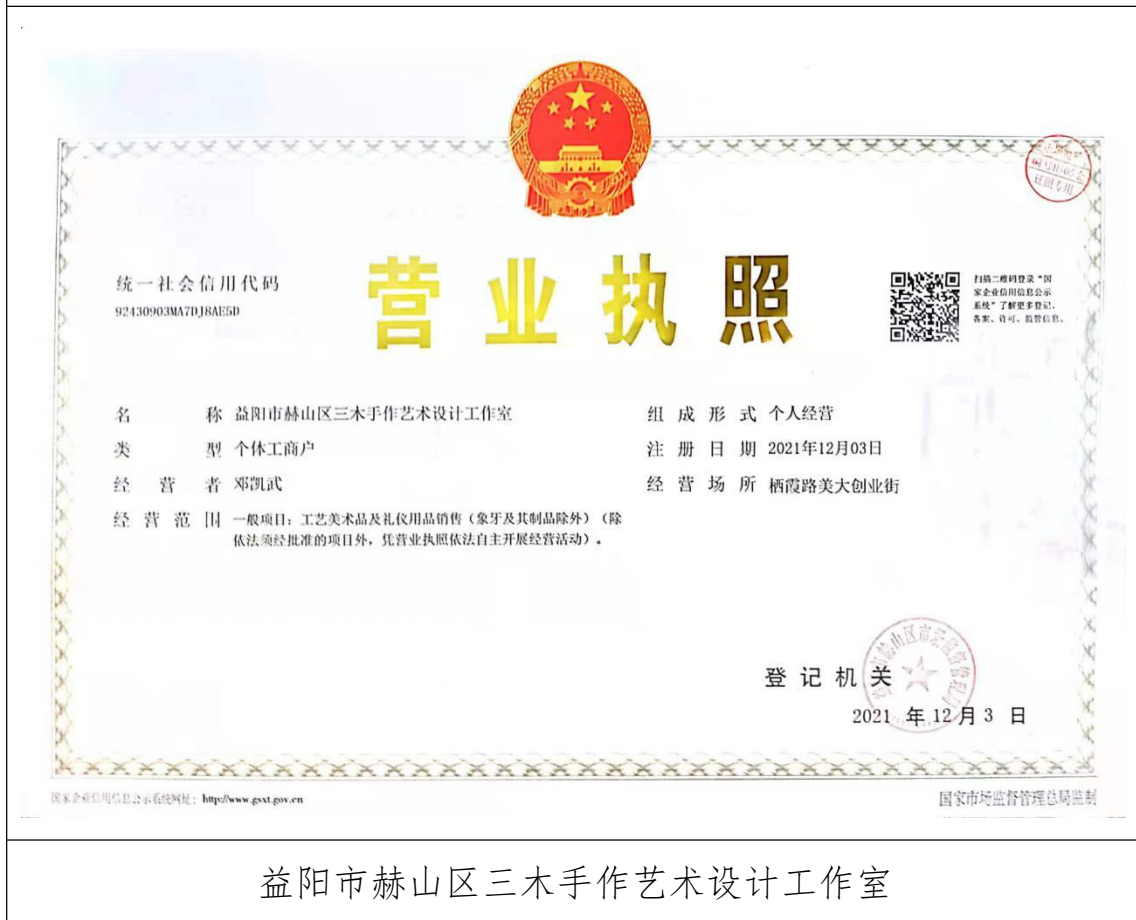 营业执照
统一社会信用代码
92430903MA7DJ8AE5D
扫描二维码登录“国
家企业信用信息公示
系统”了解更多登记、
备案、许可、监管信息。
名称 益阳市赫山区三木手作艺术设计工作室
组成形式 个人经营
类型 个体工商户
注册日期 2021年12月03日
经营者 邓凯武
经营场所 栖霞路美大创业街
经营范围 一般项目：工艺美术品及礼仪用品销售（象牙及其制品除外）（除
依法须经批准的项目外，凭营业执照依法自主开展经营活动）。
登记机关
2021 年 12 月 3 日
国家企业信用信息公示系统网址：http://www.gsxt.gov.cn
国家市场监督管理总局监制
益阳市赫山区三木手作艺术设计工作室